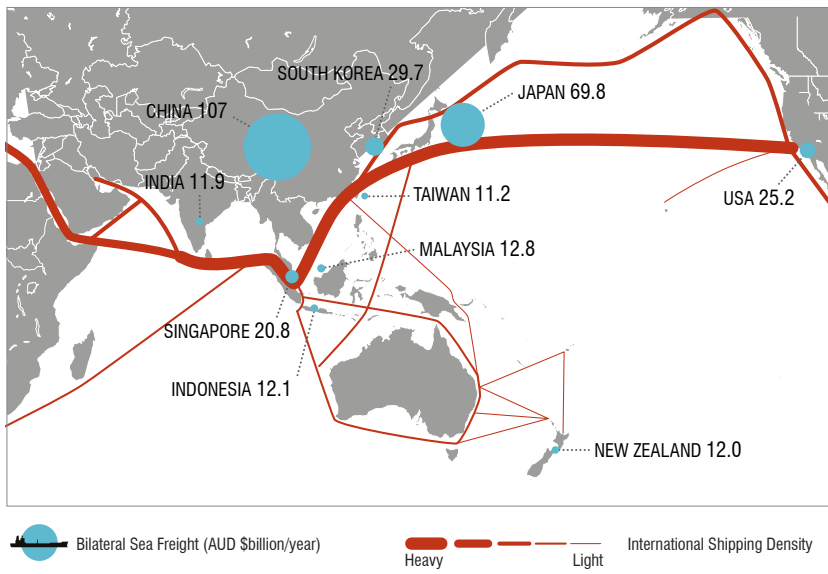 SOUTH KOREA 29.7
CHINA 107
JAPAN 69.8
INDIA 11.9
TAIWAN 11.2
USA 25.2
MALAYSIA 12.8
SINGAPORE 20.8
INDONESIA 12.1
NEW ZEALAND 12.0
Bilateral Sea Freight (AUD $billion/year)
Heavy
Light
International Shipping Density